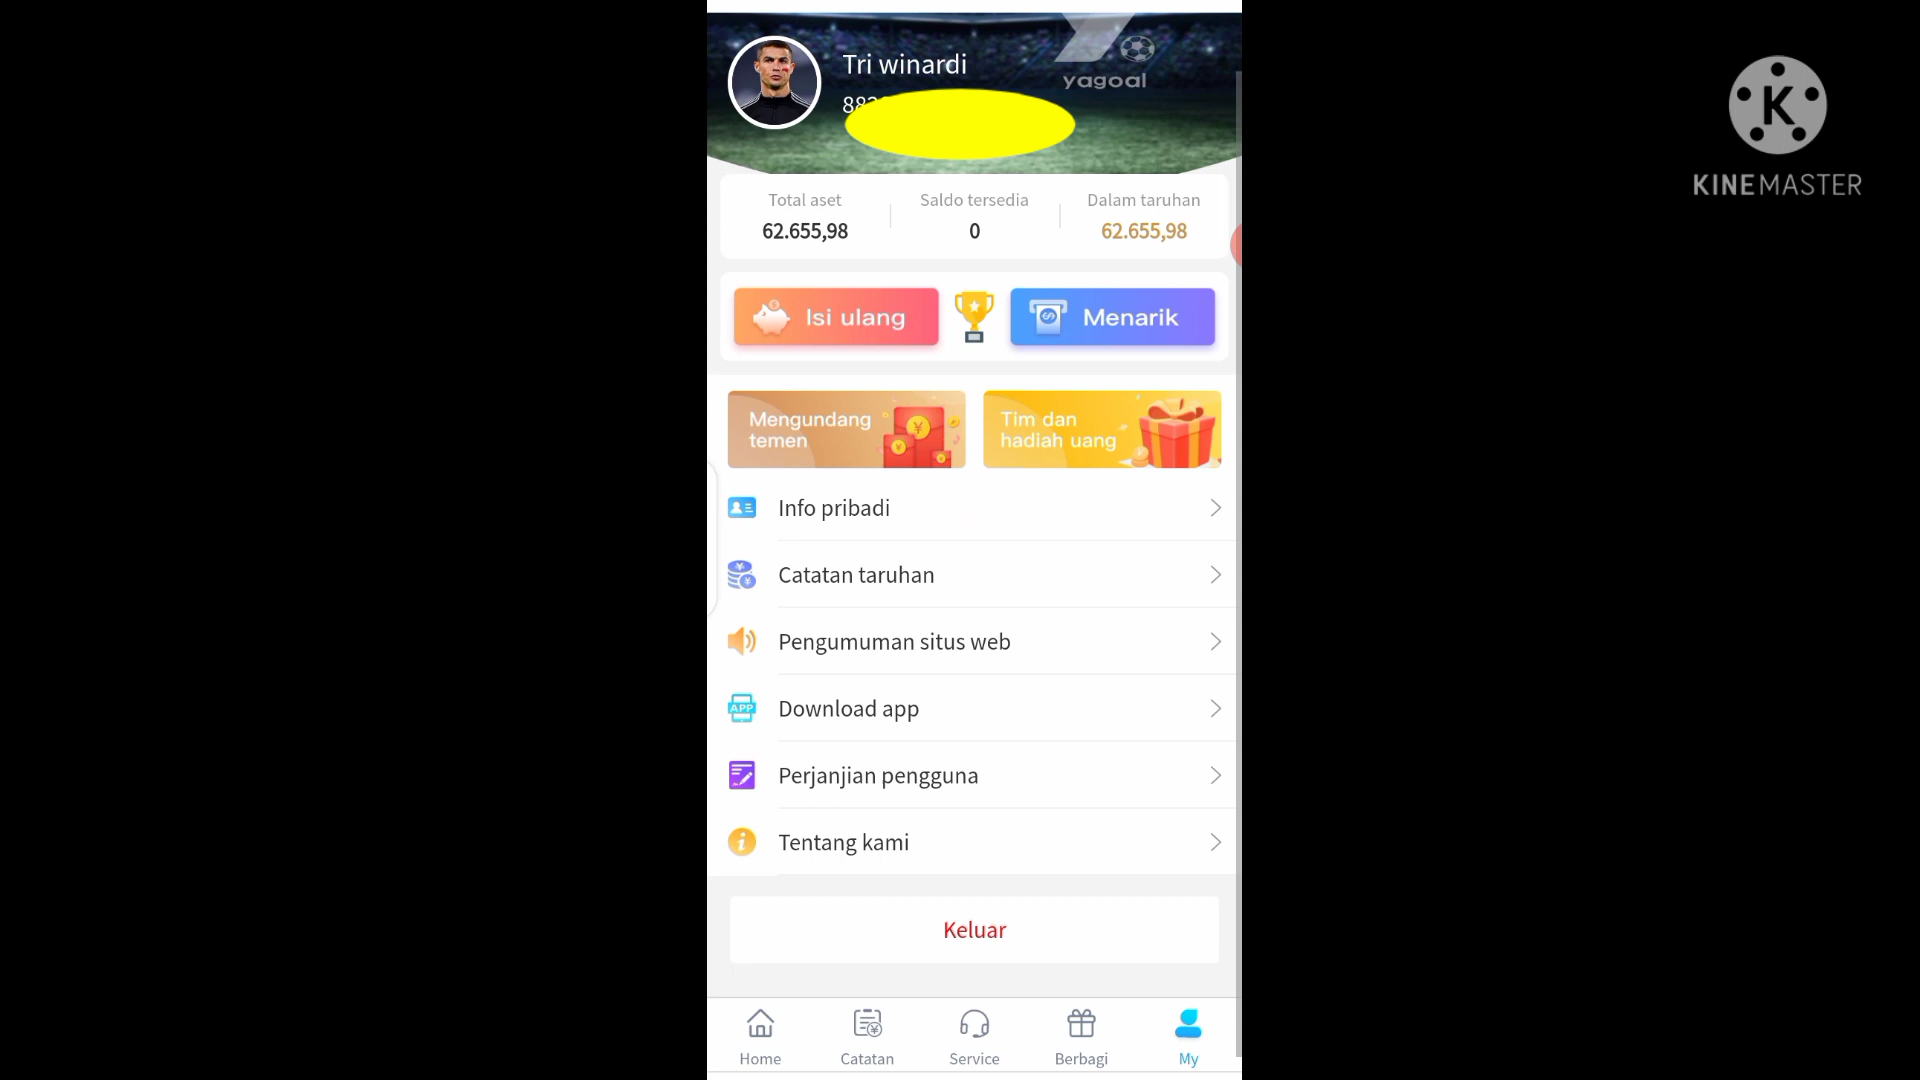 Tri winardi
yagoal
Total aset
Saldo tersedia
Dalam taruhan
62.655,98
0
62.655,98
Isi ulang
Menarik
Mengundang
temen
Tim dan
hadiah uang
Info pribadi
Catatan taruhan
Pengumuman situs web
Download app
APP
Perjanjian pengguna
Tentang kami
Keluar
Home
Catatan
Service
Berbagi
My
K
KINEMASTER